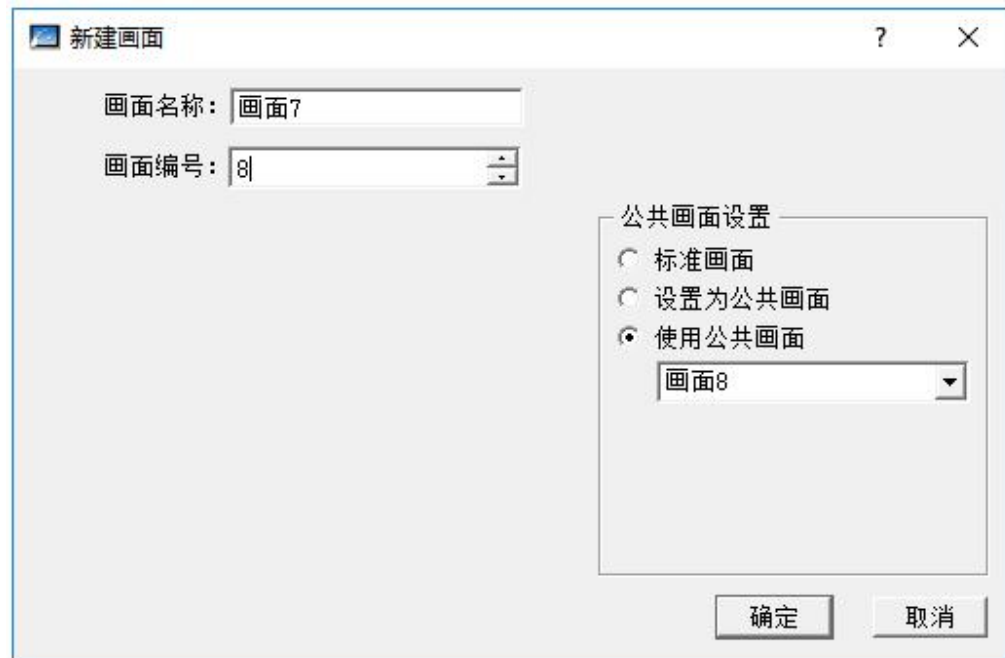 新建画面
?
画面名称：画面7
画面编号：8
公共画面设置
标准画面
设置为公共画面
使用公共画面
画面8
确定 取消